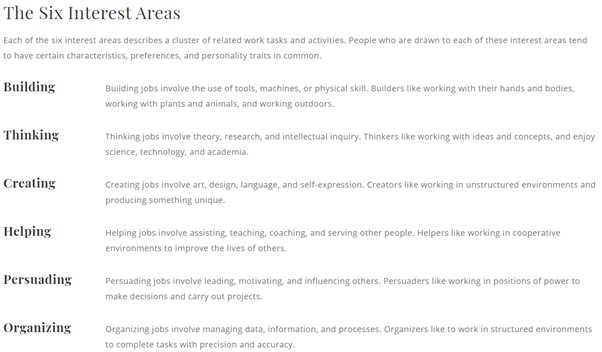 The Six Interest Areas
Each of the six interest areas describes a cluster of related work tasks and activities. People who are drawn to each of these interest areas tend
to have certain characteristics, preferences, and personality traits in common.
Building
Building jobs involve the use of tools, machines, or physical skill. Builders like working with their hands and bodies,
working with plants and animals, and working outdoors.
Thinking
Thinking jobs involve theory, research, and intellectual inquiry. Thinkers like working with ideas and concepts, and enjoy
science, technology, and academia.
Creating
Creating jobs involve art, design, language, and self-expression. Creators like working in unstructured environments and
producing something unique.
Helping
Helping jobs involve assisting, teaching, coaching, and serving other people. Helpers like working in cooperative
environments to improve the lives of others.
Persuading
Persuading jobs involve leading, motivating, and influencing others. Persuaders like working in positions of power to
make decisions and carry out projects.
Organizing
Organizing jobs involve managing data, information, and processes. Organizers like to work in structured environments
to complete tasks with precision and accuracy.